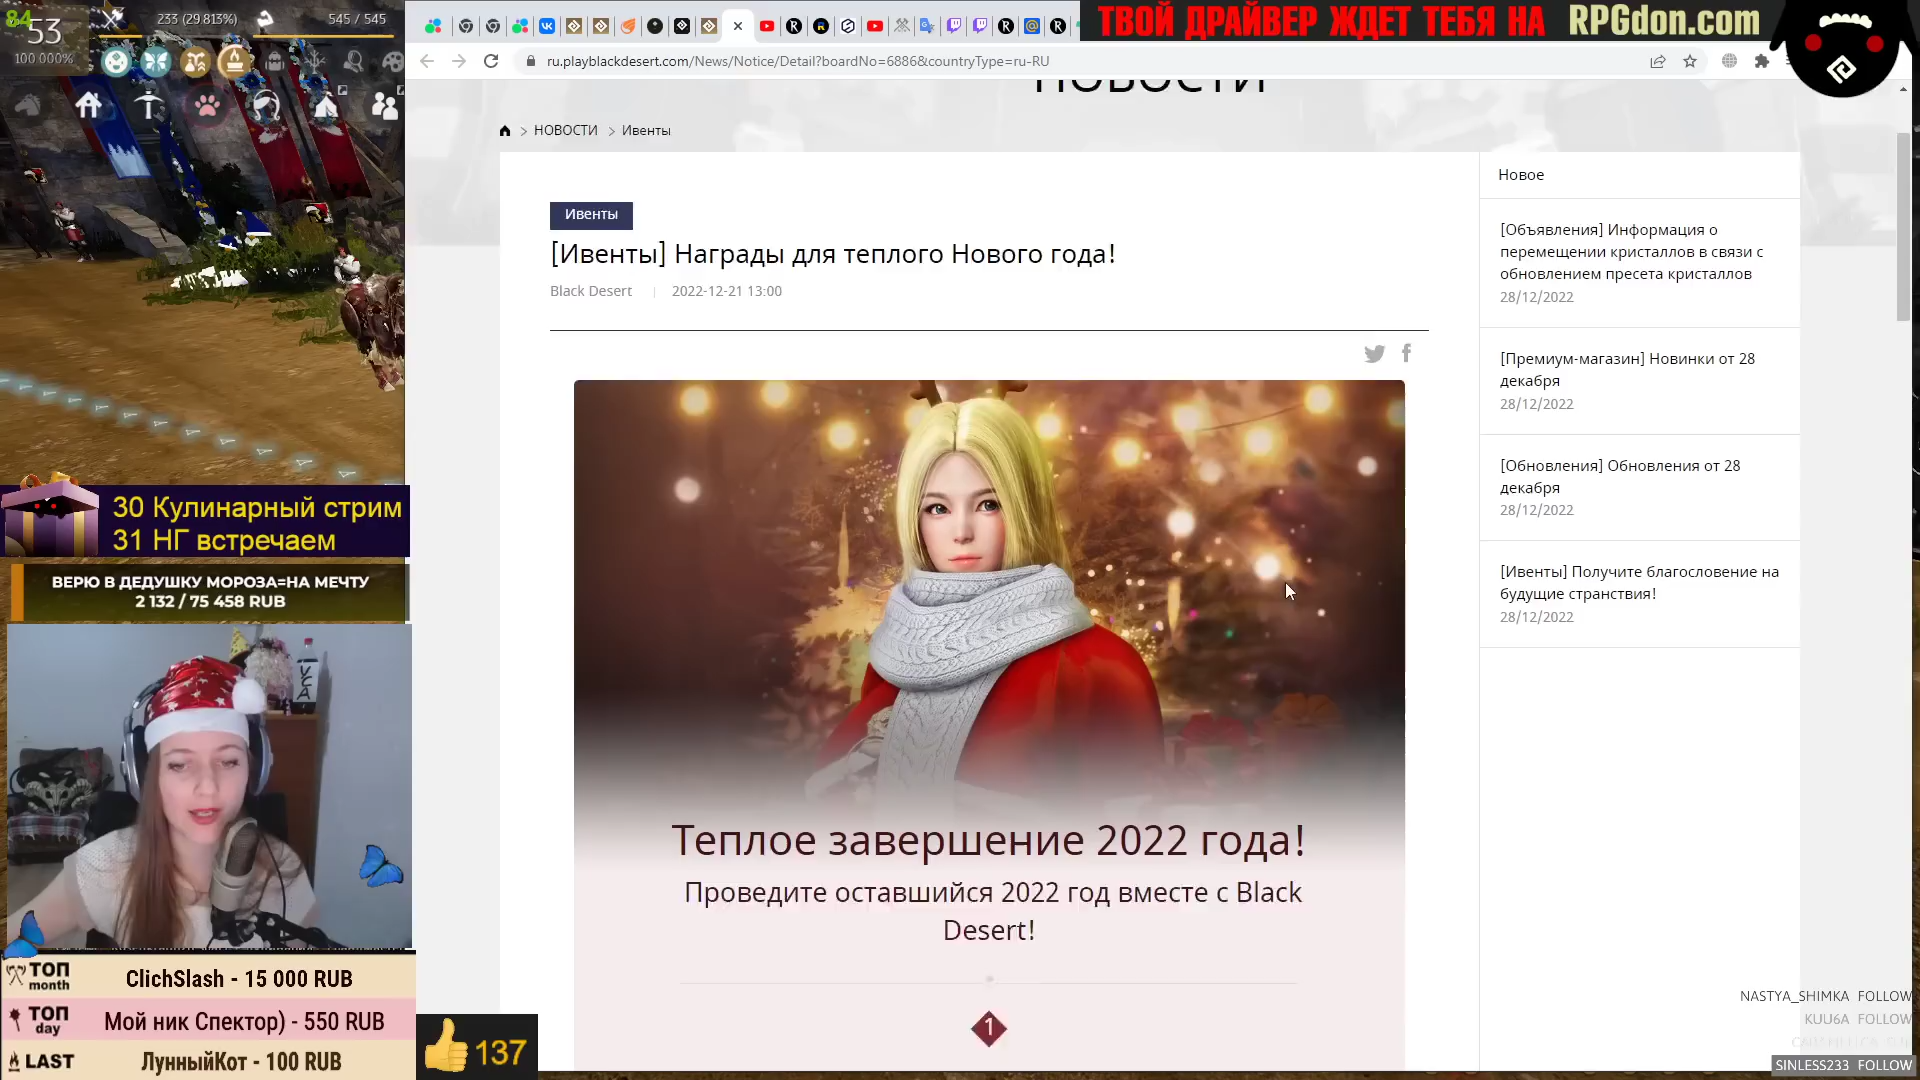 84
53
100.000%
233 (29.813%)
545 / 545
ТВОЙ ДРАЙВЕР ЖДЕТ ТЕБЯ НА RPGdon.com
ru.playblackdesert.com/News/Notice/Detail?boardNo=6886&countryType=ru-RU
НОВОСТИ
НОВОСТИ > Ивенты
Ивенты
[Ивенты] Награды для теплого Нового года!
Black Desert | 2022-12-21 13:00
Теплое завершение 2022 года!
Проведите оставшийся 2022 год вместе с Black
Desert!
1
Новое
[Объявления] Информация о
перемещении кристаллов в связи с
обновлением пресета кристаллов
28/12/2022
[Премиум-магазин] Новинки от 28
декабря
28/12/2022
[Обновления] Обновления от 28
декабря
28/12/2022
[Ивенты] Получите благословение на
будущие странствия!
28/12/2022
30 Кулинарный стрим
31 НГ встречаем
ВЕРЮ В ДЕДУШКУ МОРОЗА=НА МЕЧТУ
2 132 / 75 458 RUB
ТОП month ClichSlash - 15 000 RUB
ТОП day Мой ник Спектор) - 550 RUB
LAST ЛунныйКот - 100 RUB
137
NASTYA_SHIMKA FOLLOW
KUU6A FOLLOW
SINLESS233 FOLLOW